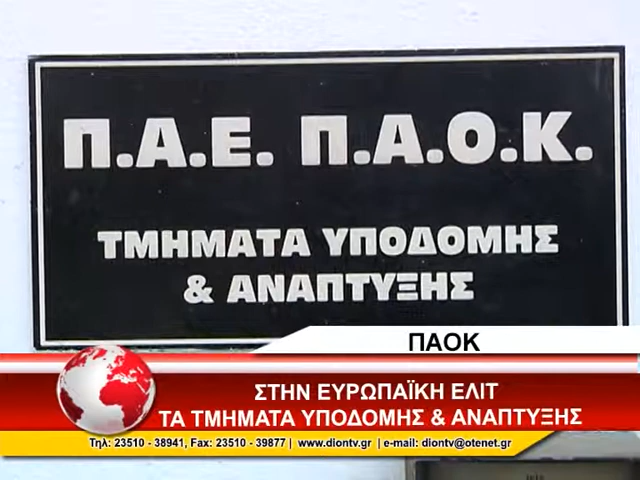 Π.Α.Ε. Π.Α.Ο.Κ.
ΤΜΗΜΑΤΑ ΥΠΟΔΟΜΗΣ
& ΑΝΑΠΤΥΞΗΣ
ΠΑΟΚ
ΣΤΗΝ ΕΥΡΩΠΑΪΚΗ ΕΛΙΤ
ΤΑ ΤΜΗΜΑΤΑ ΥΠΟΔΟΜΗΣ & ΑΝΑΠΤΥΞΗΣ
Τηλ: 23510 - 38941, Fax: 23510 - 39877 | www.diontv.gr | e-mail: diontv@otenet.gr